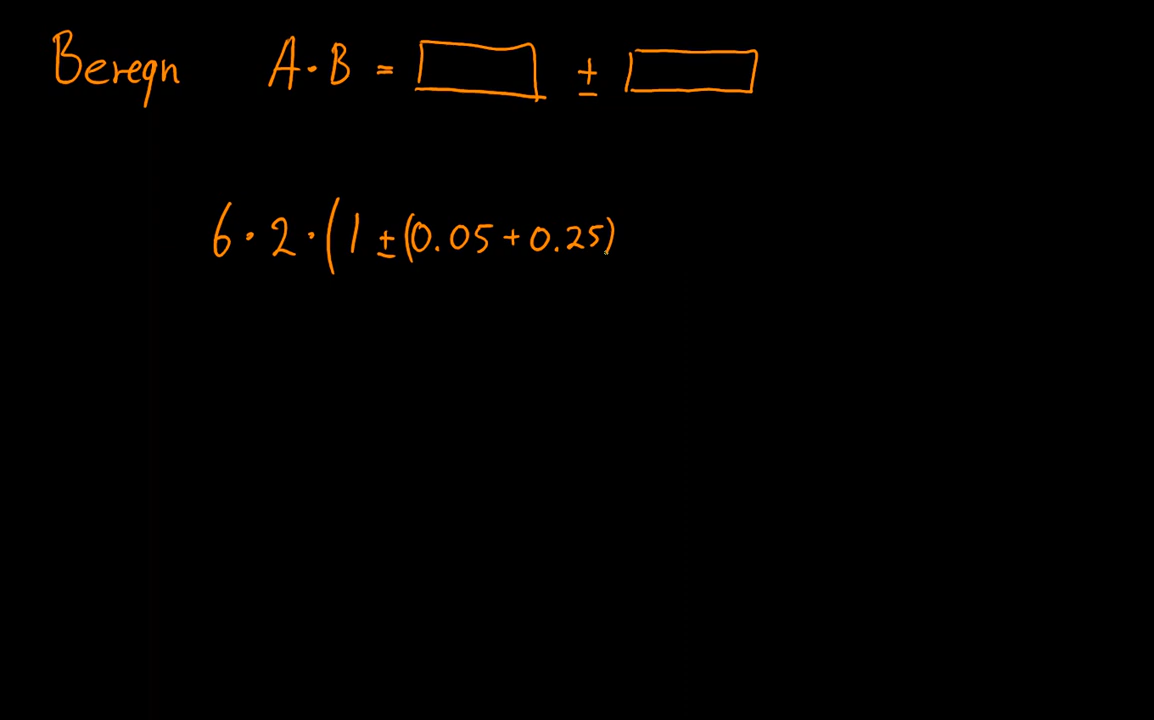 Beregn A · B = ±
6 · 2 · (1 ± (0.05 + 0.25)